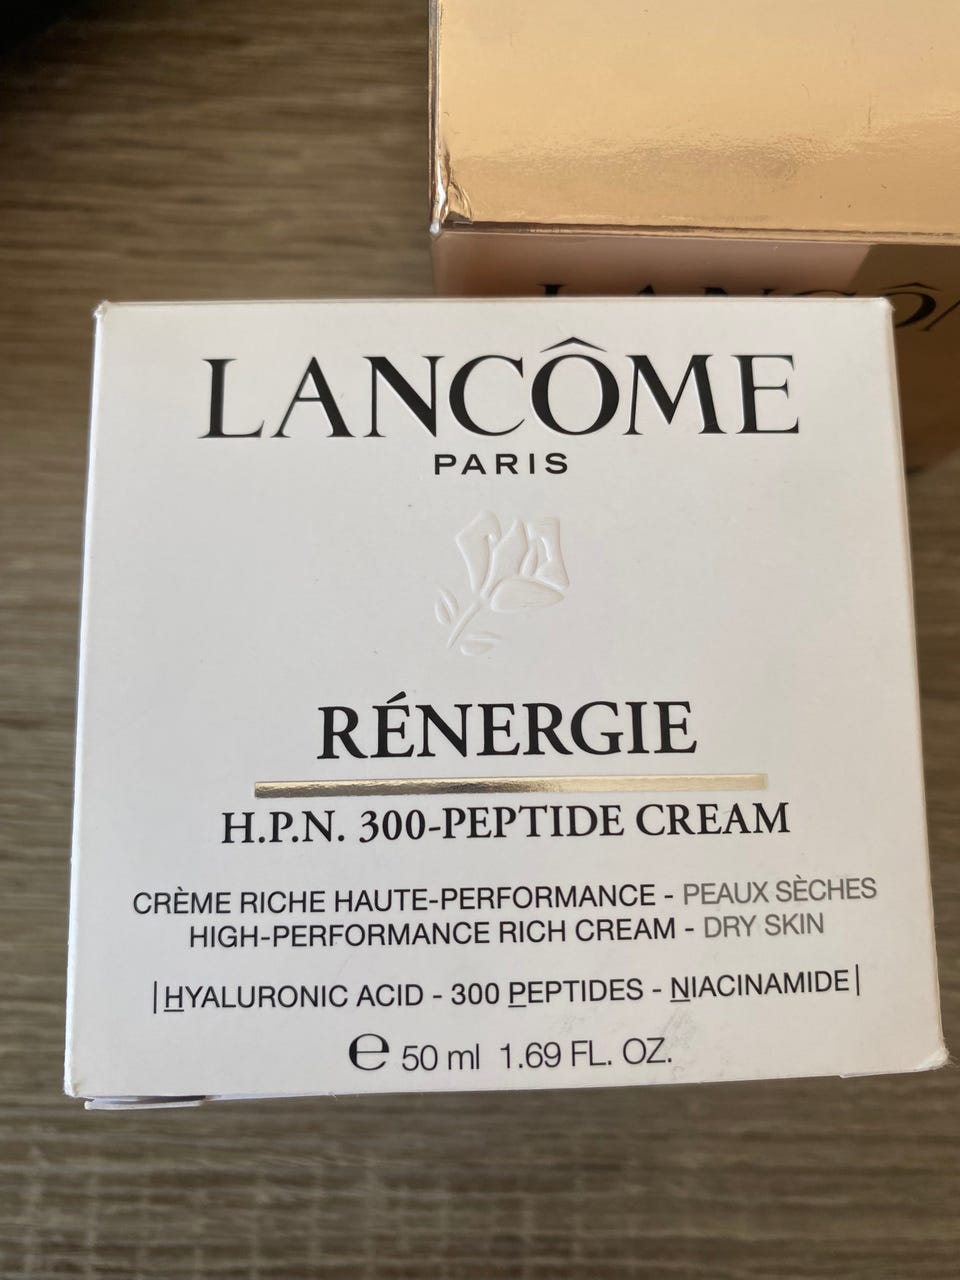 LANCÔ
LANCÔME
PARIS
RÉNERGIE
H.P.N. 300-PEPTIDE CREAM
CRÈME RICHE HAUTE-PERFORMANCE - PEAUX SÈCHES
HIGH-PERFORMANCE RICH CREAM - DRY SKIN
|HYALURONIC ACID - 300 PEPTIDES - NIACINAMIDE|
℮ 50 ml 1.69 FL. OZ.